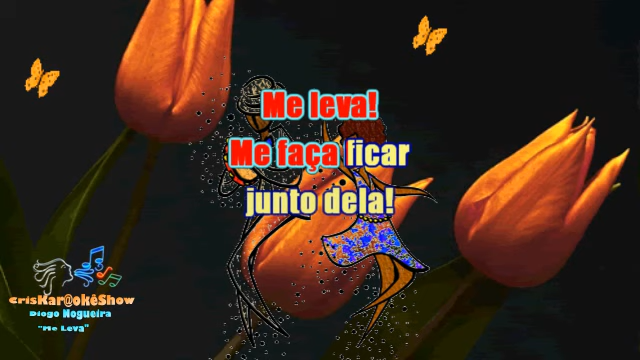 Me leva!
Me faça ficar
junto dela!
CrisKar@okêShow
Diogo Nogueira
"Me Leva"